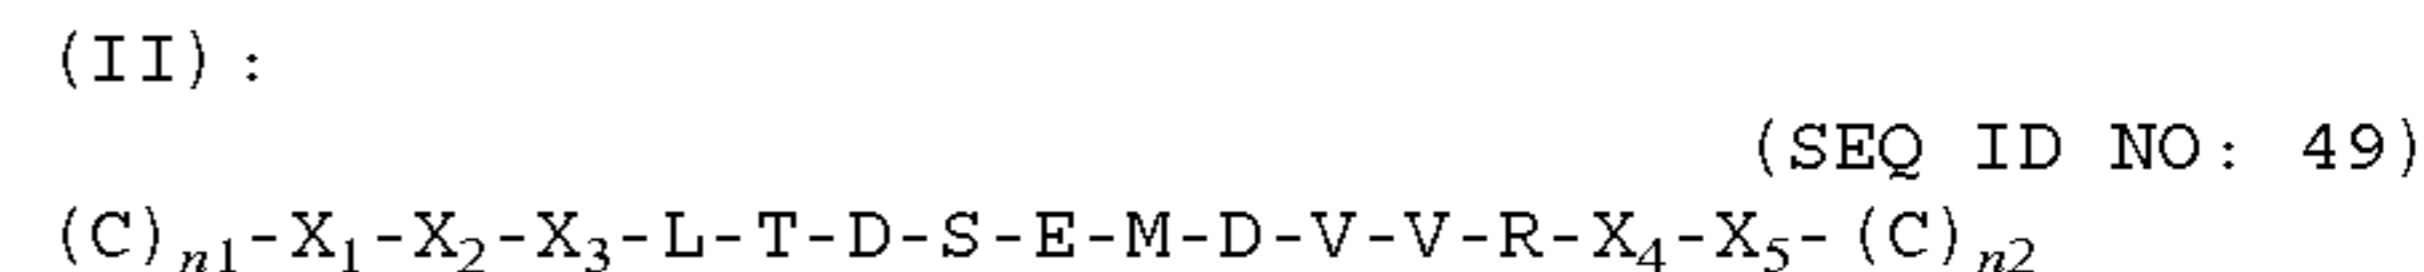 (II):
(SEQ ID NO: 49)
(C)n1-X1-X2-X3-L-T-D-S-E-M-D-V-V-R-X4-X5-(C)n2